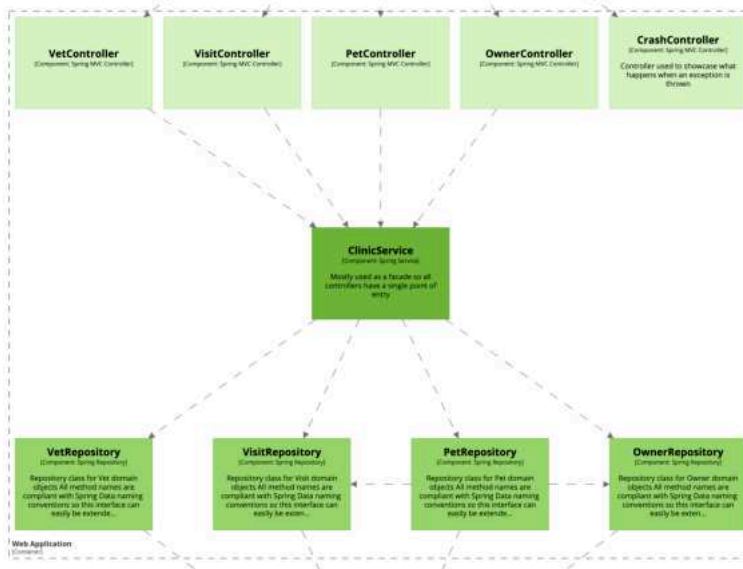 VetController
[Component: Spring MVC Controller]
VisitController
[Component: Spring MVC Controller]
PetController
[Component: Spring MVC Controller]
OwnerController
[Component: Spring MVC Controller]
CrashController
[Component: Spring MVC Controller]
Controller used to showcase what
happens when an exception is
thrown
ClinicService
[Component: Spring Service]
Mostly used as a facade so all
controllers have a single point of
entry
VetRepository
[Component: Spring Repository]
Repository class for Vet domain
objects All method names are
compliant with Spring Data naming
conventions so this interface can
easily be extende...
VisitRepository
[Component: Spring Repository]
Repository class for Visit domain
objects All method names are
compliant with Spring Data naming
conventions so this interface can
easily be exten...
PetRepository
[Component: Spring Repository]
Repository class for Pet domain
objects All method names are
compliant with Spring Data naming
conventions so this interface can
easily be extende...
OwnerRepository
[Component: Spring Repository]
Repository class for Owner domain
objects All method names are
compliant with Spring Data naming
conventions so this interface can
easily be exten...
Web Application
[Container]